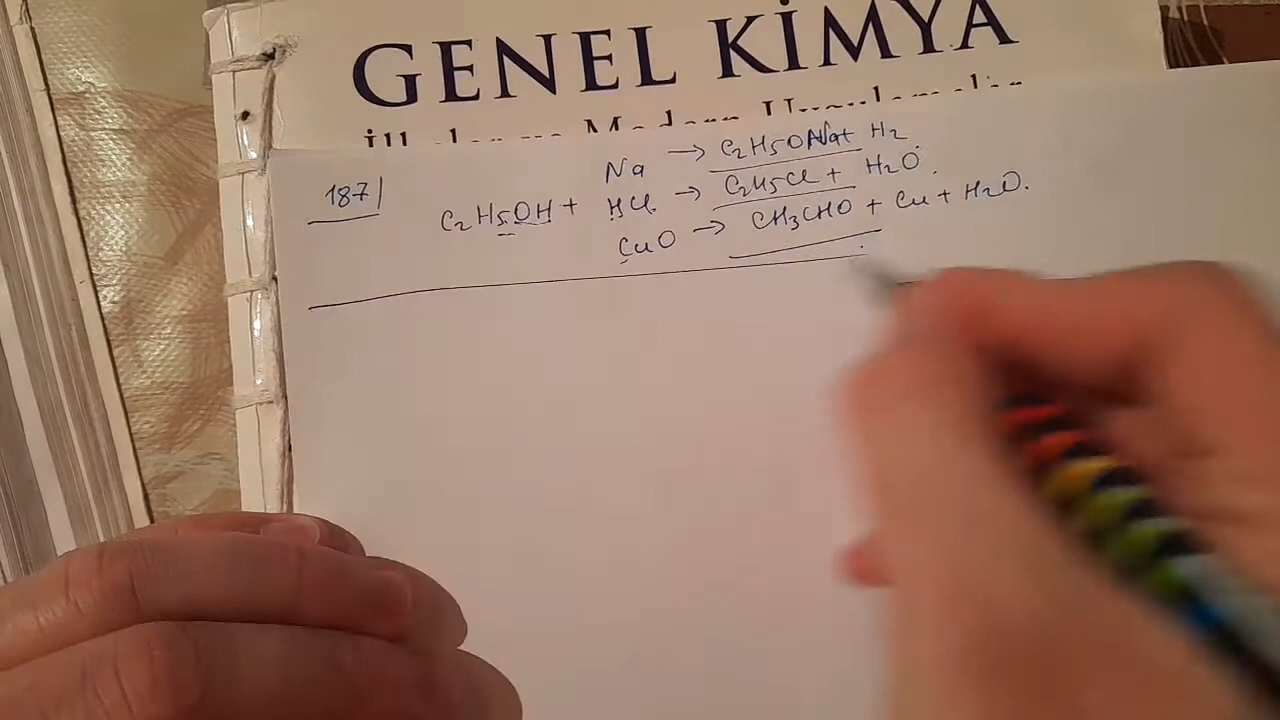 GENEL KİMYA
187|
Na → C2H5ONa+ H2
C2H5OH + HCl → C2H5Cl + H2O.
CuO → CH3CHO + Cu + H2O.